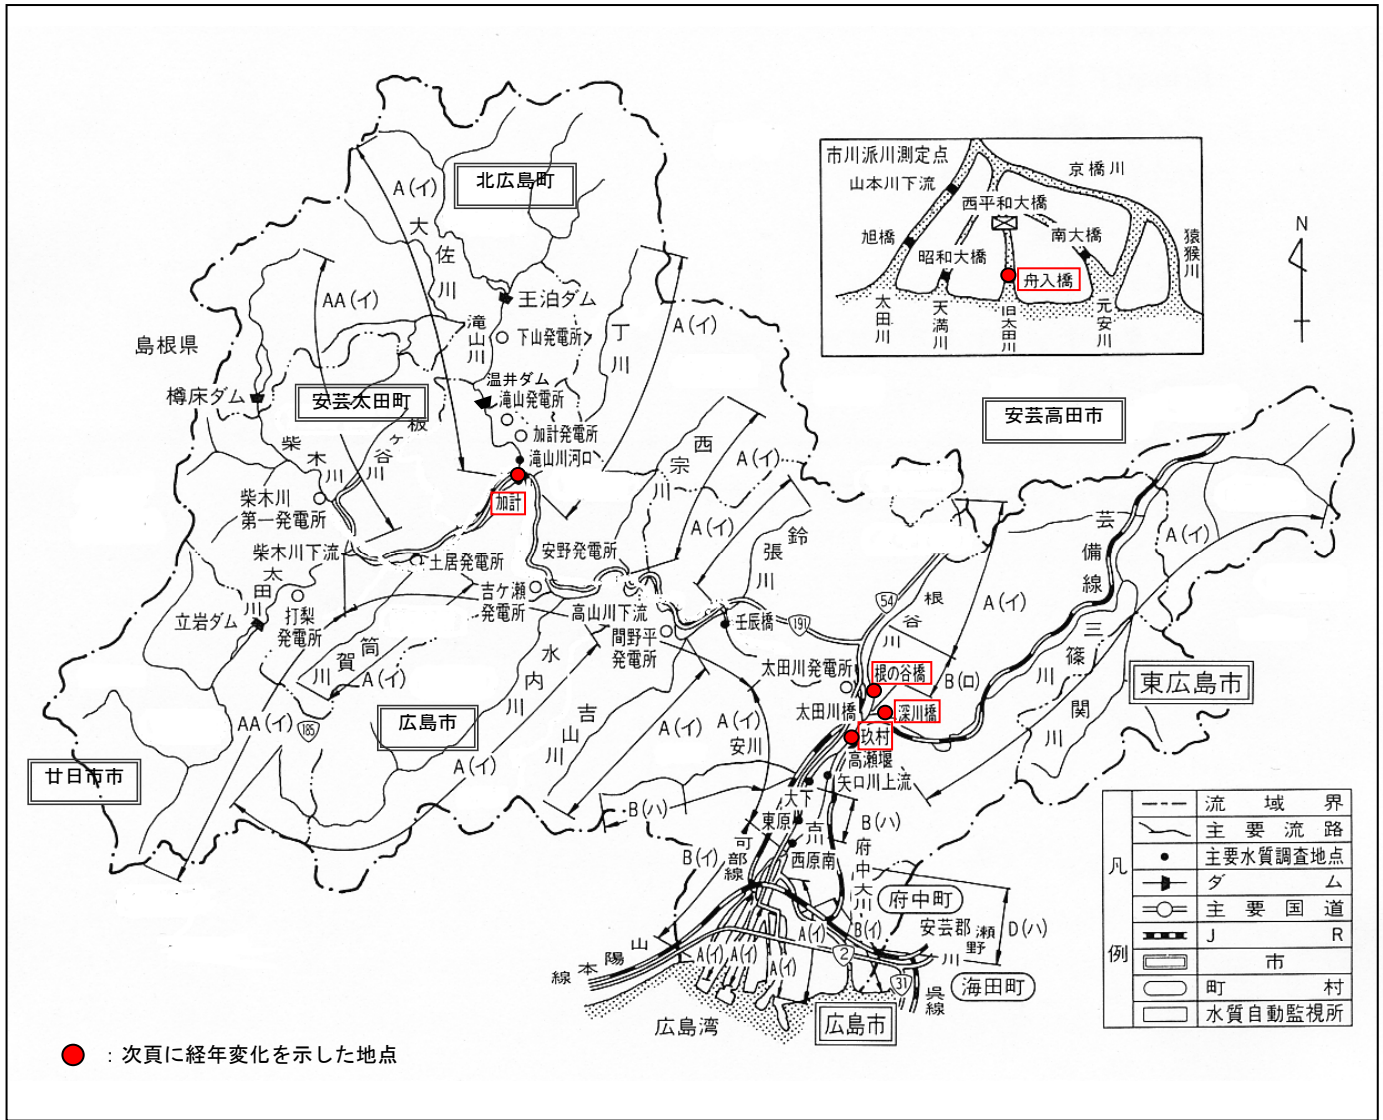 北広島町
A(イ)
大佐川
AA(イ)
王泊ダム
滝山川
下山発電所
丁川
A(イ)
島根県
樽床ダム
安芸太田町
温井ダム
滝山発電所
加計発電所
滝山川河口
柴木川
板ヶ谷川
加計
柴木川
第一発電所
柴木川下流
土居発電所
安野発電所
西宗川
A(イ)
A(イ)
鈴張川
太田川
立岩ダム
打梨
発電所
吉ケ瀬
発電所
高山川下流
間野平
発電所
壬辰橋
191
54
根谷川
A(イ)
B(ロ)
太田川発電所
根の谷橋
太田川橋
深川橋
玖村
高瀬堰
矢口川上流
筒賀川
A(イ)
水内川
吉山川
A(イ)
A(イ)
安川
AA(イ)
185
広島市
A(イ)
廿日市市
B(ハ)
大下
東原
古川
西原南
B(ハ)
府中大川
B(イ)
可部線
府中町
安芸郡
瀬野川
D(ハ)
A(イ)
B(イ)
A(イ)
A(イ)
A(イ)
2
31
海田町
呉線
山陽本線
広島湾
広島市
安芸高田市
芸備線
A(イ)
三篠川
関川
東広島市
市川派川測定点
山本川下流
京橋川
西平和大橋
旭橋
昭和大橋
南大橋
猿猴川
舟入橋
太田川
天満川
旧太田川
元安川
N
凡例
流域界
主要流路
主要水質調査地点
ダム
主要国道
JR
市
町村
水質自動監視所
:次頁に経年変化を示した地点